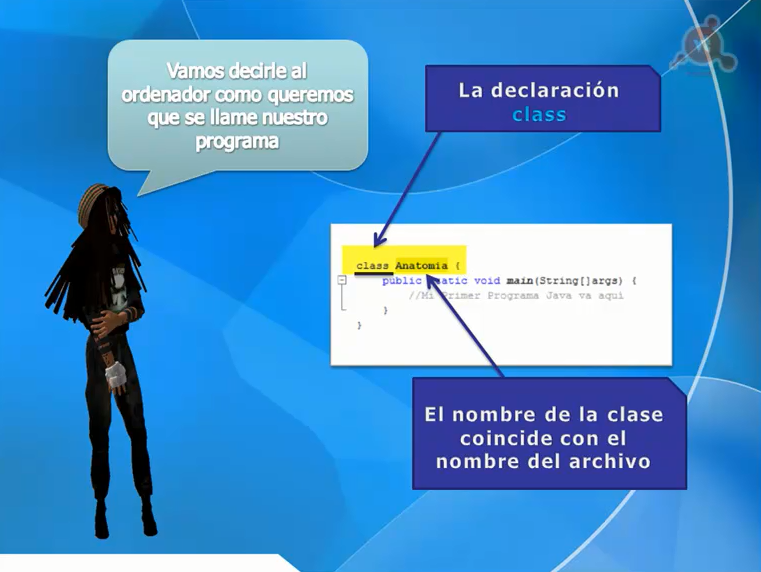 Vamos decirle al
ordenador como queremos
que se llame nuestro
programa
La declaración
class
class Anatomia {
public static void main(String[]args) {
//Mi Primer Programa Java va aqui
}
}
El nombre de la clase
coincide con el
nombre del archivo